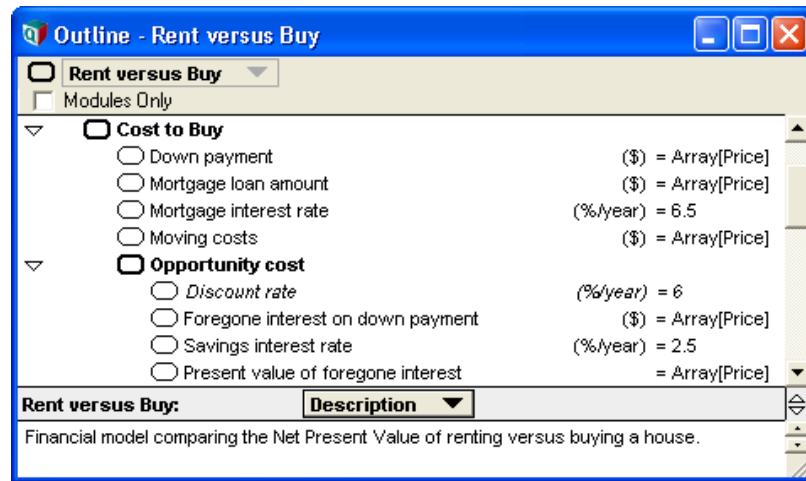 Outline - Rent versus Buy
Rent versus Buy
Modules Only
Cost to Buy
Down payment ($) = Array[Price]
Mortgage loan amount ($) = Array[Price]
Mortgage interest rate (%/year) = 6.5
Moving costs ($) = Array[Price]
Opportunity cost
Discount rate (%/year) = 6
Foregone interest on down payment ($) = Array[Price]
Savings interest rate (%/year) = 2.5
Present value of foregone interest = Array[Price]
Rent versus Buy: Description
Financial model comparing the Net Present Value of renting versus buying a house.